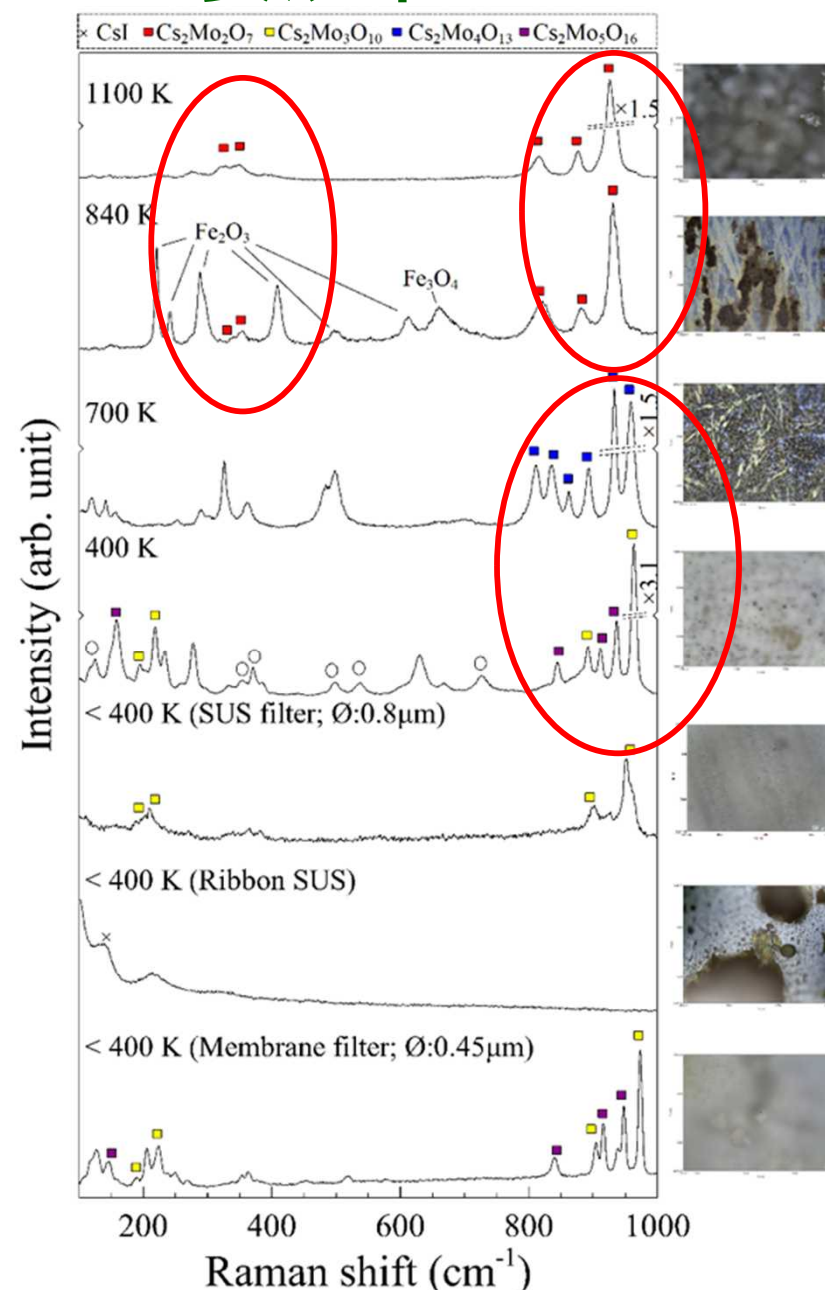 × CsI ■Cs₂Mo₂O₇ ■Cs₂Mo₃O₁₀ ■ Cs₂Mo₄O₁₃ ■Cs₂Mo₅O₁₆
1100 K
×1.5
840 K
Fe₂O₃
Fe₃O₄
700 K
×1.5
400 K
×3.1
< 400 K (SUS filter; Ø:0.8μm)
< 400 K (Ribbon SUS)
×
< 400 K (Membrane filter; Ø:0.45μm)
Intensity (arb. unit)
200 400 600 800 1000
Raman shift (cm⁻¹)